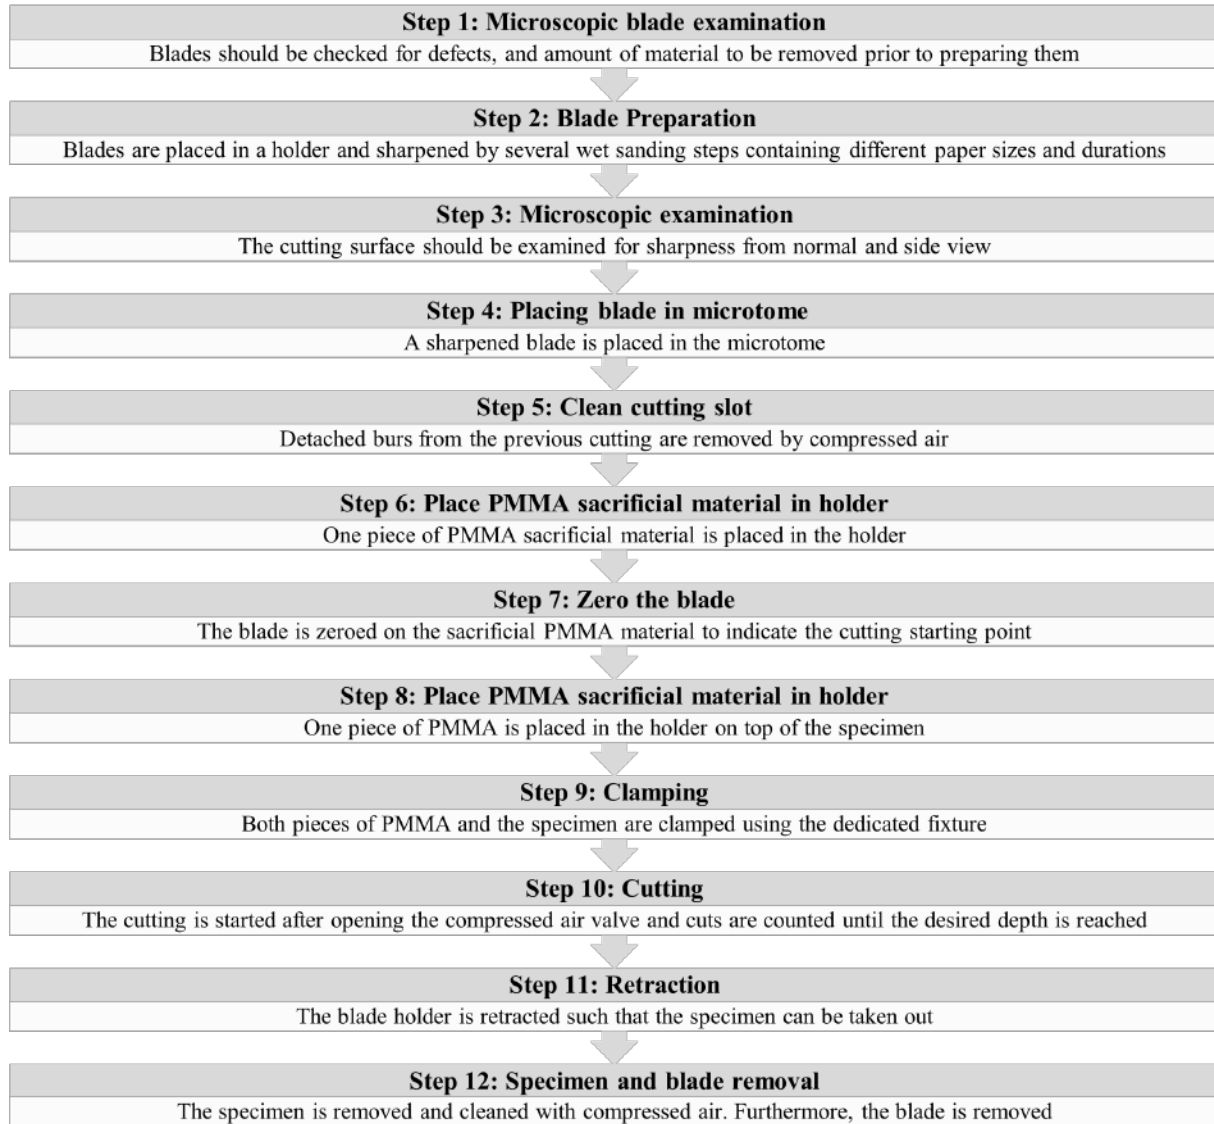 Step 1: Microscopic blade examination
Blades should be checked for defects, and amount of material to be removed prior to preparing them
Step 2: Blade Preparation
Blades are placed in a holder and sharpened by several wet sanding steps containing different paper sizes and durations
Step 3: Microscopic examination
The cutting surface should be examined for sharpness from normal and side view
Step 4: Placing blade in microtome
A sharpened blade is placed in the microtome
Step 5: Clean cutting slot
Detached burs from the previous cutting are removed by compressed air
Step 6: Place PMMA sacrificial material in holder
One piece of PMMA sacrificial material is placed in the holder
Step 7: Zero the blade
The blade is zeroed on the sacrificial PMMA material to indicate the cutting starting point
Step 8: Place PMMA sacrificial material in holder
One piece of PMMA is placed in the holder on top of the specimen
Step 9: Clamping
Both pieces of PMMA and the specimen are clamped using the dedicated fixture
Step 10: Cutting
The cutting is started after opening the compressed air valve and cuts are counted until the desired depth is reached
Step 11: Retraction
The blade holder is retracted such that the specimen can be taken out
Step 12: Specimen and blade removal
The specimen is removed and cleaned with compressed air. Furthermore, the blade is removed